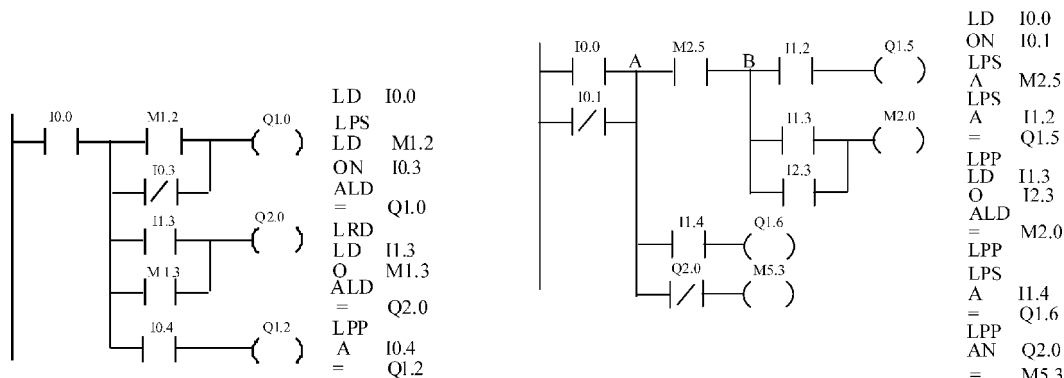 I0.0
M1.2
Q1.0
I0.3
I1.3
Q2.0
M1.3
I0.4
Q1.2
LD I0.0
LPS
LD M1.2
ON I0.3
ALD
= Q1.0
LRD
LD I1.3
O M1.3
ALD
= Q2.0
LPP
A I0.4
= Q1.2
I0.0
A
M2.5
B
I1.2
Q1.5
I0.1
I1.3
M2.0
I2.3
I1.4
Q1.6
Q2.0
M5.3
LD I0.0
ON I0.1
LPS
A M2.5
LPS
A I1.2
= Q1.5
LPP
LD I1.3
O I2.3
ALD
= M2.0
LPP
LPS
A I1.4
= Q1.6
LPP
AN Q2.0
= M5.3